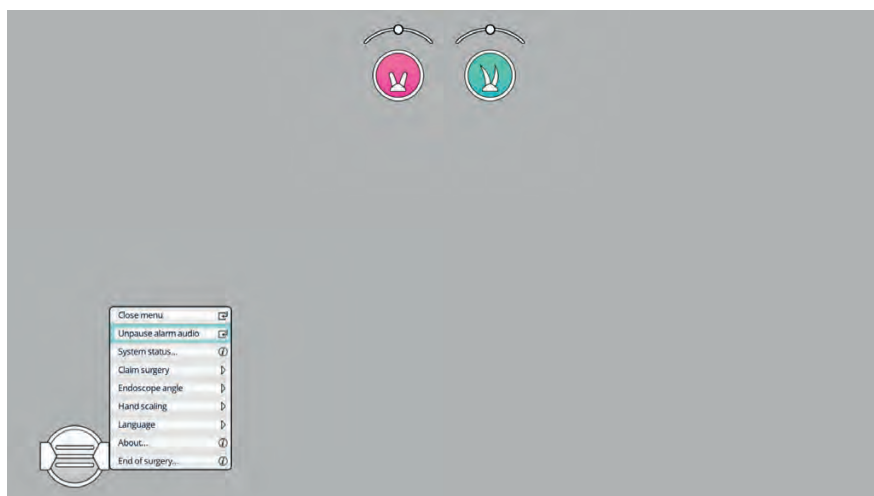 Close menu
Unpause alarm audio
System status...
Claim surgery
Endoscope angle
Hand scaling
Language
About...
End of surgery...